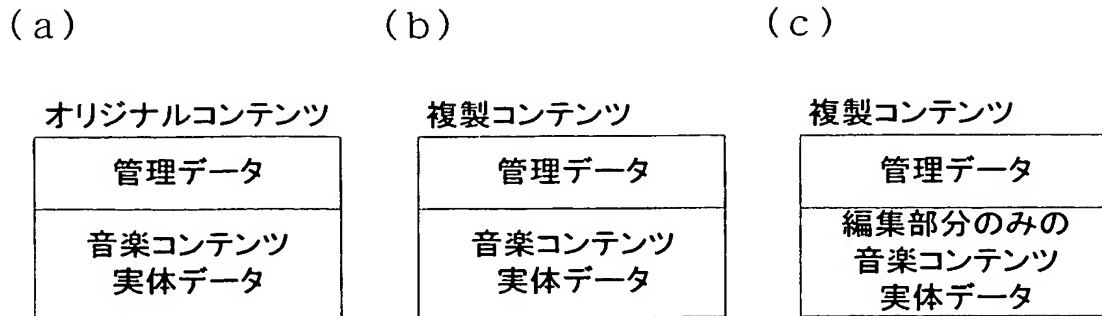 (a)
(b)
(c)
オリジナルコンテンツ
管理データ
音楽コンテンツ
実体データ
複製コンテンツ
管理データ
音楽コンテンツ
実体データ
複製コンテンツ
管理データ
編集部分のみの
音楽コンテンツ
実体データ